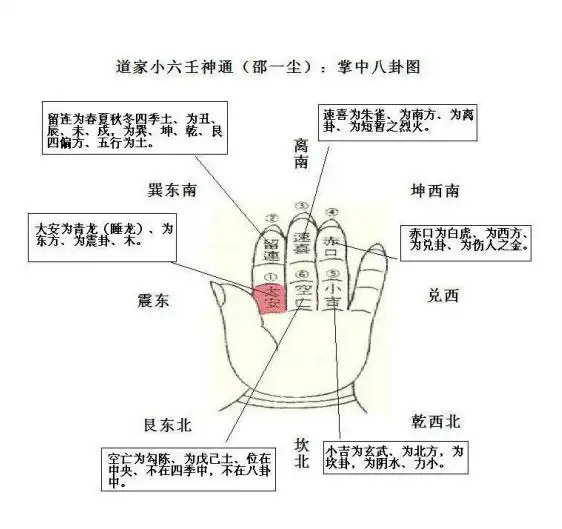 道家小六壬神通（邵一尘）：掌中八卦图
留连为春夏秋冬四季土、为丑、
辰、未、戍，为巽、坤、乾、艮
四偏方、五行为土。
速喜为朱雀、为南方、为离
卦、为短暂之烈火。
离
南
巽东南
坤西南
大安为青龙（睡龙）、为
东方、为震卦、木。
②
③
④
留
連
速
喜
赤
口
赤口为白虎、为西方、
为兑卦、为伤人之金。
①
大
安
⑥
空
亡
⑤
小
吉
震东
兑西
艮东北
坎
北
乾西北
空亡为勾陈、为戊己土、位在
中央、不在四季中，不在八卦
中。
小吉为玄武、为北方，为
坎卦，为阴水、力小。